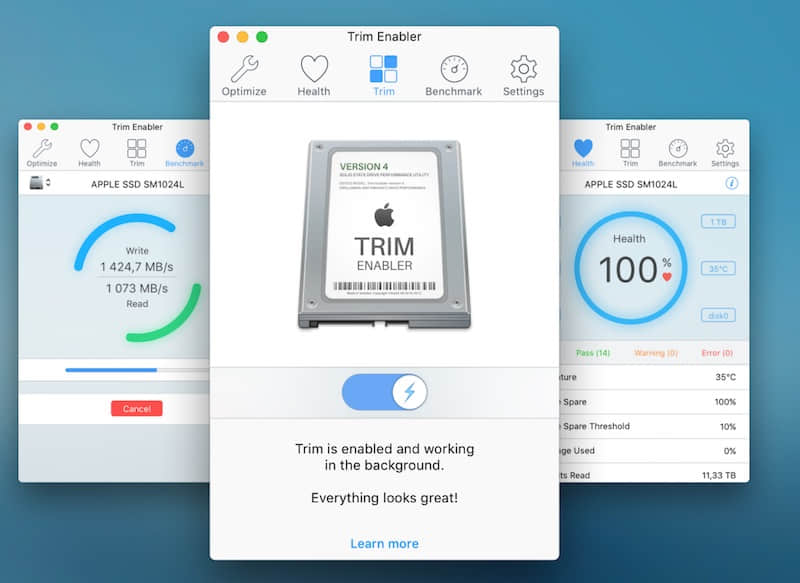 Trim Enabler
Optimize Health Trim Benchmark Settings
VERSION 4
SOLID STATE DRIVE PERFORMANCE UTILITY
TRIM
ENABLER
Trim is enabled and working
in the background.
Everything looks great!
Learn more
Trim Enabler
Optimize Health Trim Benchmark
APPLE SSD SM1024L
Write
1 424,7 MB/s
1 073 MB/s
Read
Cancel
Trim Enabler
Health Trim Benchmark Settings
APPLE SSD SM1024L
i
Health
100%
1 TB
35°C
disk0
Pass (14) Warning (0) Error (0)
ture 35°C
Spare 100%
Spare Threshold 10%
ge Used 0%
ts Read 11,33 TB